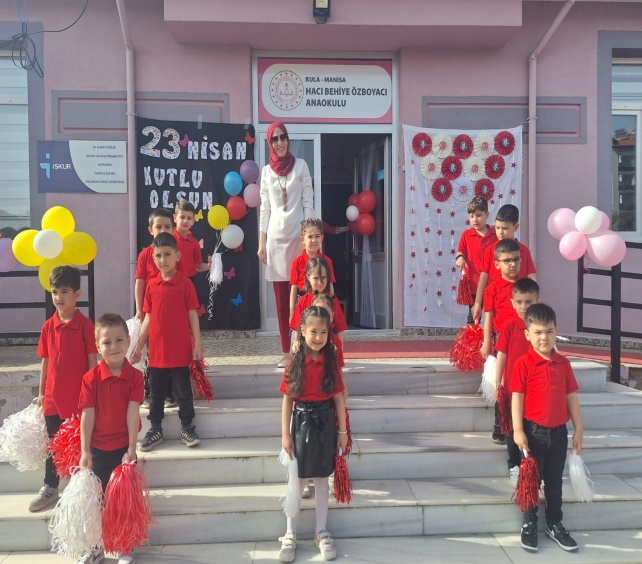 KULA - MANİSA
HACI BEHİYE ÖZBOYACI
ANAOKULU
23 NİSAN
KUTLU
OLSUN
İŞKUR